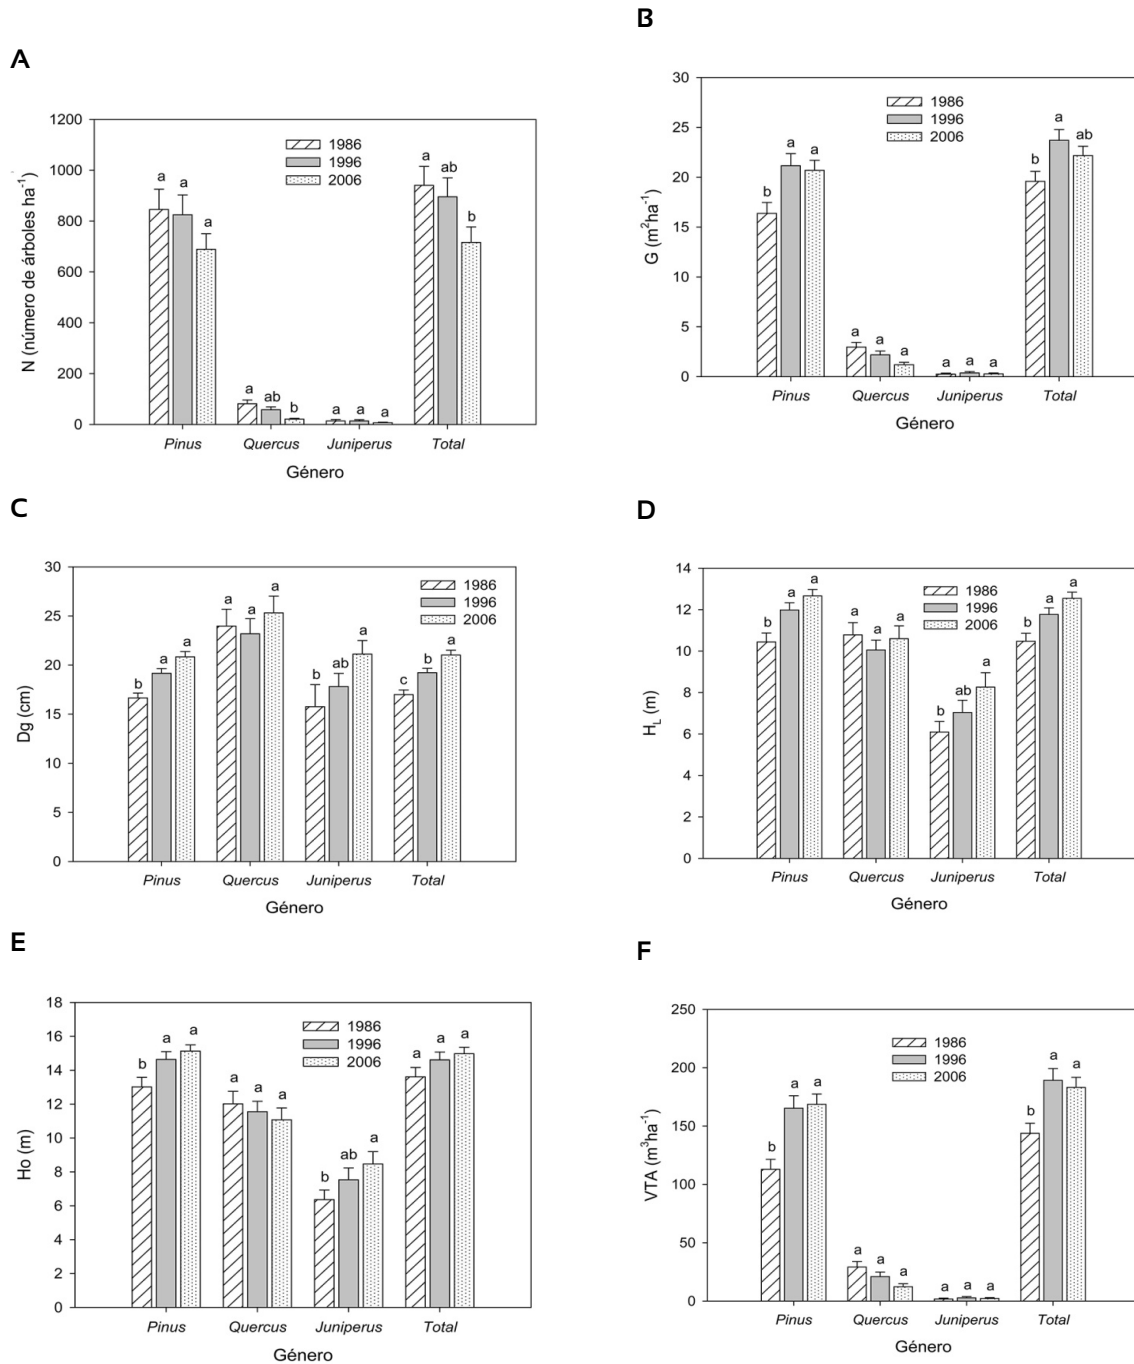 A
1200
1000
800
600
400
200
0
N (número de árboles ha-1)
1986
1996
2006
a a a
a ab b
a a a
a ab b
Pinus Quercus Juniperus Total
Género
B
30
25
20
15
10
5
0
G (m2ha-1)
1986
1996
2006
b a a
a a a
a a a
b a ab
Pinus Quercus Juniperus Total
Género
C
30
25
20
15
10
5
0
Dg (cm)
1986
1996
2006
b a a
a a a
b ab a
c b a
Pinus Quercus Juniperus Total
Género
D
14
12
10
8
6
4
2
0
HL (m)
1986
1996
2006
b a a
a a a
b ab a
b a a
Pinus Quercus Juniperus Total
Género
E
18
16
14
12
10
8
6
4
2
0
Ho (m)
1986
1996
2006
b a a
a a a
b ab a
a a a
Pinus Quercus Juniperus Total
Género
F
250
200
150
100
50
0
VTA (m3ha-1)
1986
1996
2006
b a a
a a a
a a a
b a a
Pinus Quercus Juniperus Total
Género